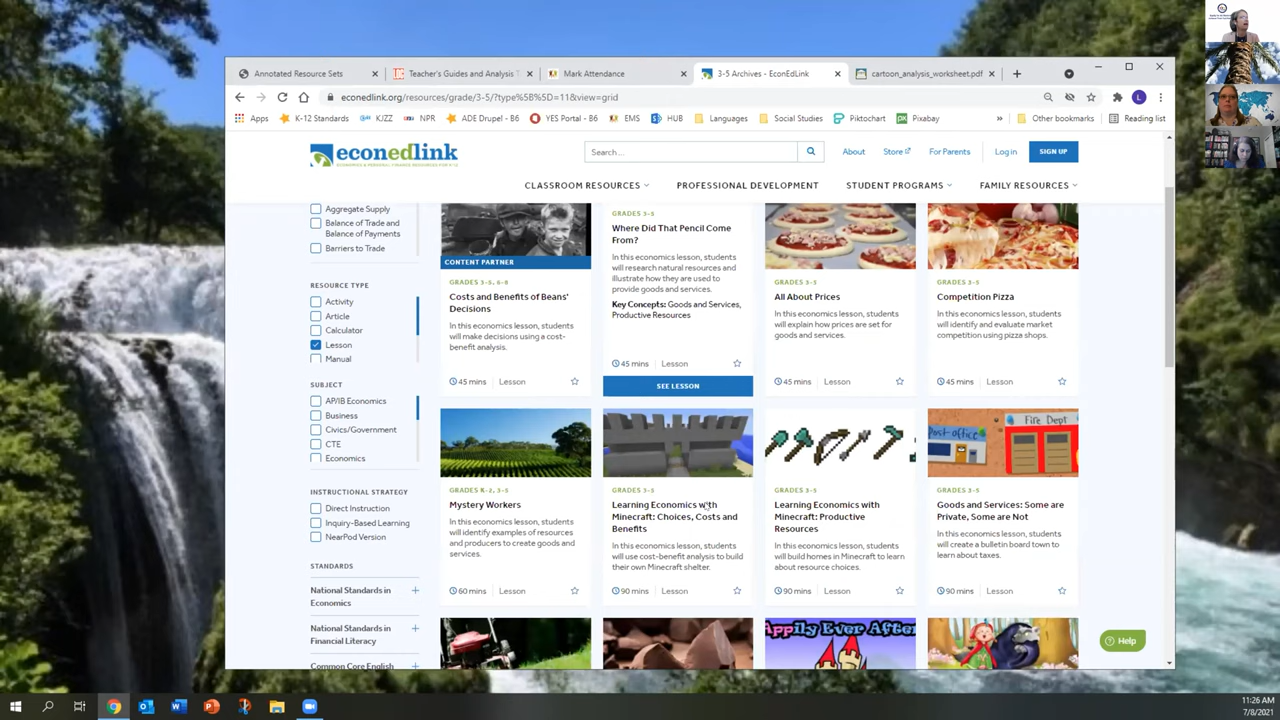 Annotated Resource Sets
Teacher's Guides and Analysis T
Mark Attendance
3-5 Archives - EconEdLink
cartoon_analysis_worksheet.pdf
econedlink.org/resources/grade/3-5/?type%5B%5D=11&view=grid
L
Apps
K-12 Standards
KJZZ
NPR
ADE Drupel - B6
YES Portal - B6
EMS
HUB
Languages
Social Studies
Piktochart
Pixabay
»
Other bookmarks
Reading list
econedlink
Search...
About
Store
For Parents
Log in
SIGN UP
CLASSROOM RESOURCES
PROFESSIONAL DEVELOPMENT
STUDENT PROGRAMS
FAMILY RESOURCES
Aggregate Supply
Balance of Trade and
Balance of Payments
Barriers to Trade
RESOURCE TYPE
Activity
Article
Calculator
Lesson
Manual
SUBJECT
AP/IB Economics
Business
Civics/Government
CTE
Economics
INSTRUCTIONAL STRATEGY
Direct Instruction
Inquiry-Based Learning
NearPod Version
STANDARDS
National Standards in
Economics
National Standards in
Financial Literacy
Common Core English
CONTENT PARTNER
GRADES 3-5, 6-8
Costs and Benefits of Beans'
Decisions
In this economics lesson, students
will make decisions using a cost-
benefit analysis.
45 mins | Lesson
GRADES 3-5
Where Did That Pencil Come
From?
In this economics lesson, students
will research natural resources and
illustrate how they are used to
provide goods and services.
Key Concepts: Goods and Services,
Productive Resources
45 mins | Lesson
SEE LESSON
GRADES 3-5
All About Prices
In this economics lesson, students
will explain how prices are set for
goods and services.
45 mins | Lesson
GRADES 3-5
Competition Pizza
In this economics lesson, students
will identify and evaluate market
competition using pizza shops.
45 mins | Lesson
GRADES K-2, 3-5
Mystery Workers
In this economics lesson, students
will identify examples of resources
and producers to create goods and
services.
60 mins | Lesson
GRADES 3-5
Learning Economics with
Minecraft: Choices, Costs and
Benefits
In this economics lesson, students
will use cost-benefit analysis to build
their own Minecraft shelter.
90 mins | Lesson
GRADES 3-5
Learning Economics with
Minecraft: Productive
Resources
In this economics lesson, students
will build homes in Minecraft to learn
about resource choices.
90 mins | Lesson
Post-office
Fire Dept
GRADES 3-5
Goods and Services: Some are
Private, Some are Not
In this economics lesson, students
will create a bulletin board town to
learn about taxes.
90 mins | Lesson
Happily Ever After
Help
11:26 AM
7/8/2021